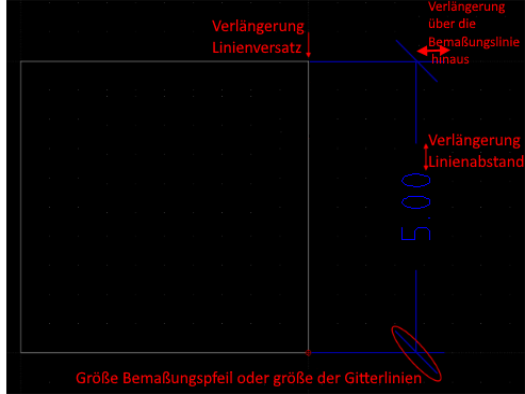 Verlängerung
Linienversatz
Verlängerung
über die
Bemaßungslinie
hinaus
Verlängerung
Linienabstand
5.00
Größe Bemaßungspfeil oder größe der Gitterlinien